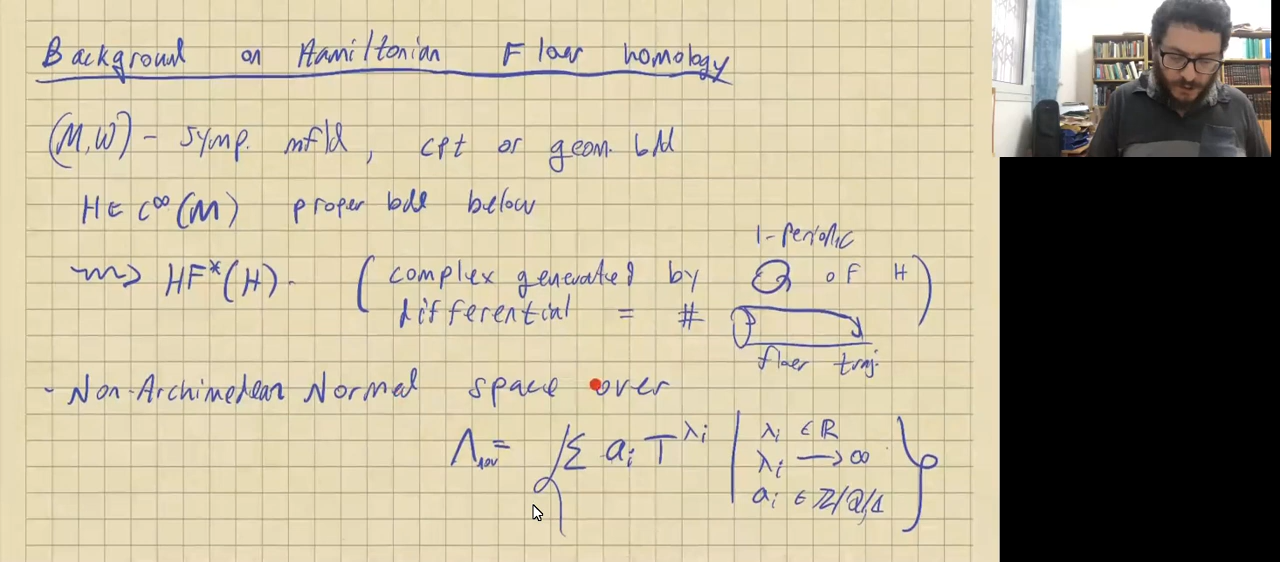 Background on Hamiltonian Floer homology
(M, ω) - symp. mfld, cpt or geom. bd
H ∈ C^∞(M) proper bdd below
⇝ HF*(H) - (complex generated by 1-periodic of H)
differential = # floer traj.
- Non-Archimedean Normal space over
Λ_nov = { Σ a_i T^{λ_i} | λ_i ∈ ℝ
λ_i → ∞
a_i ∈ ℤ/ℚ/ }